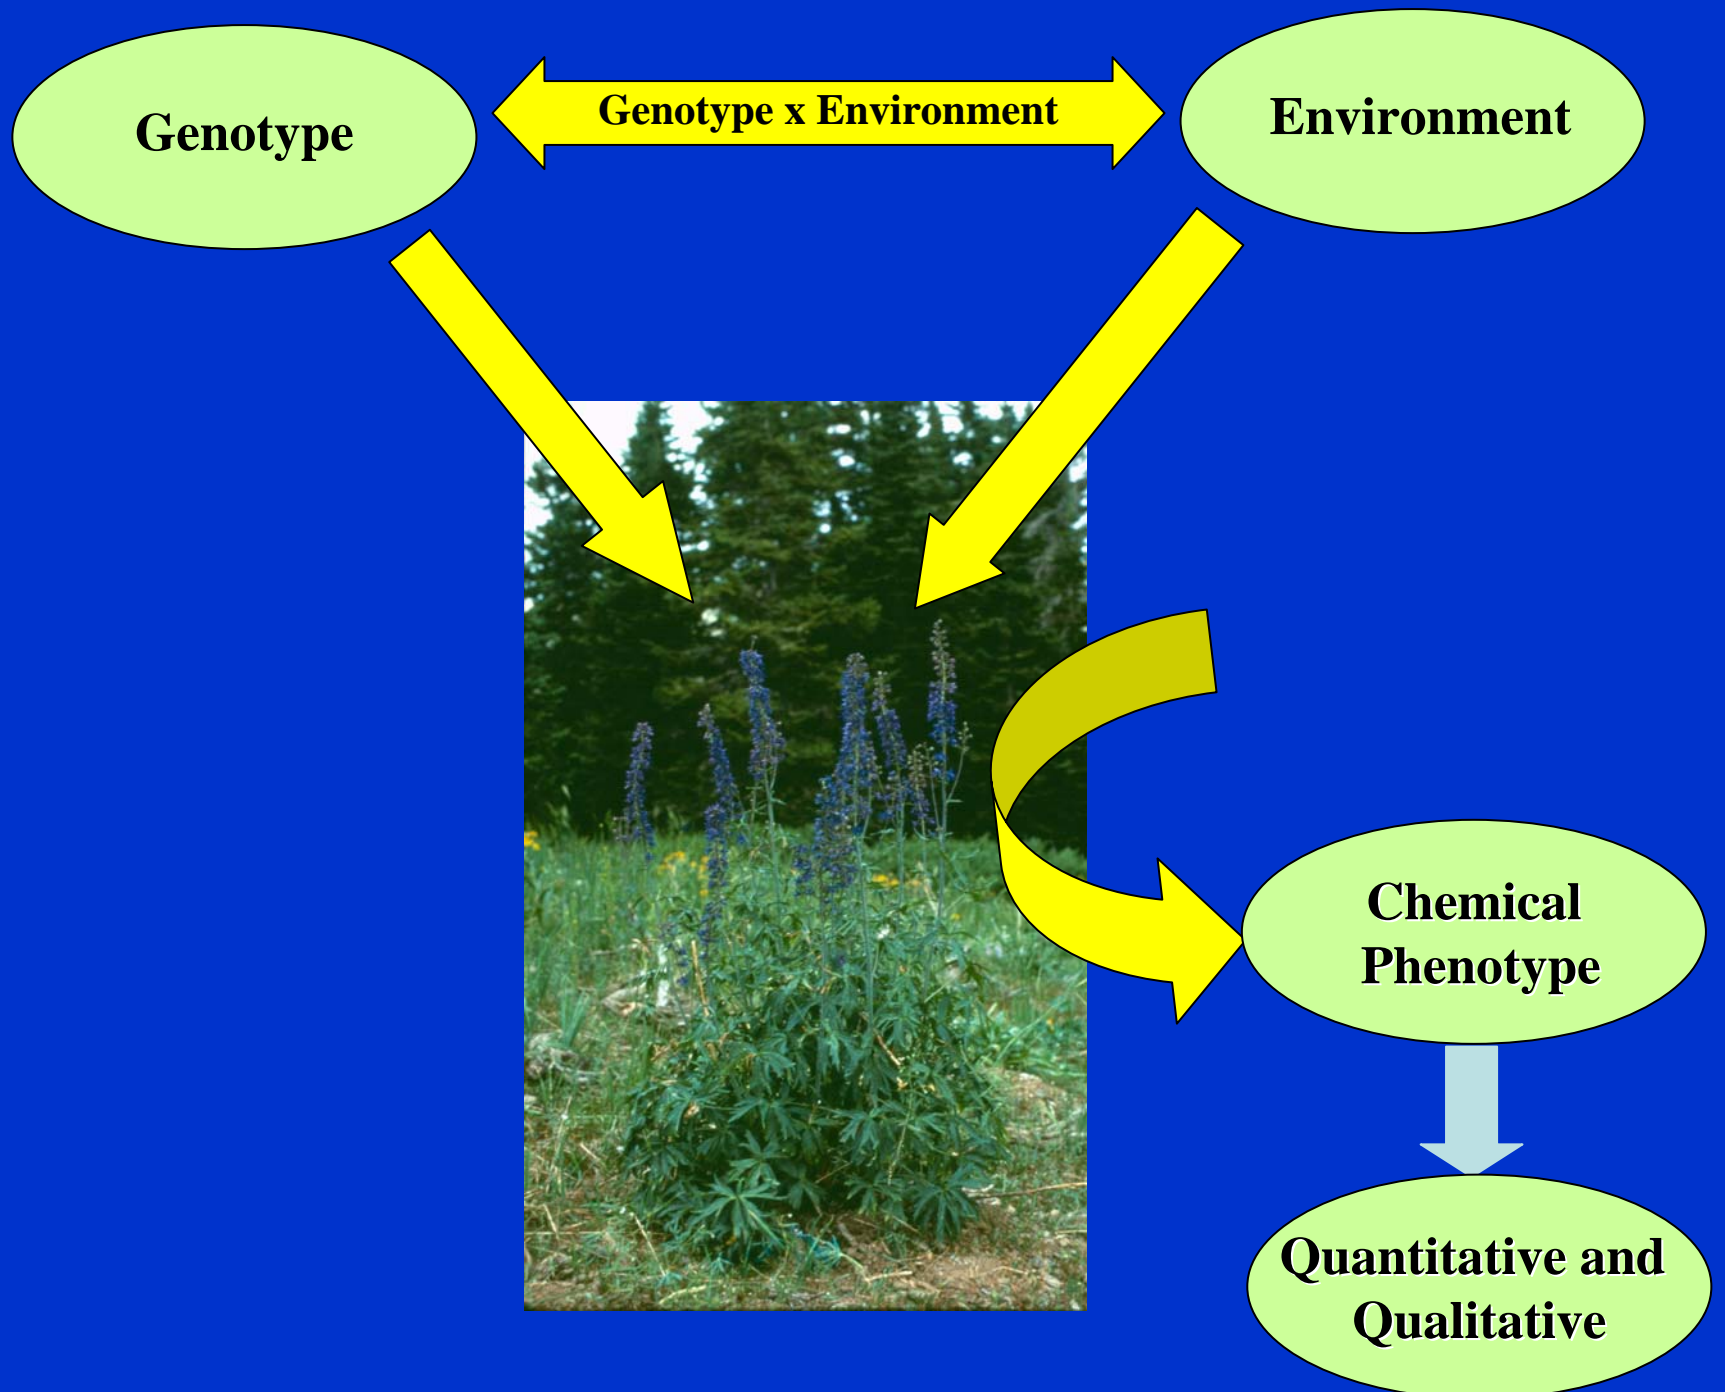 Genotype
Genotype x Environment
Environment
Chemical
Phenotype
Quantitative and
Qualitative